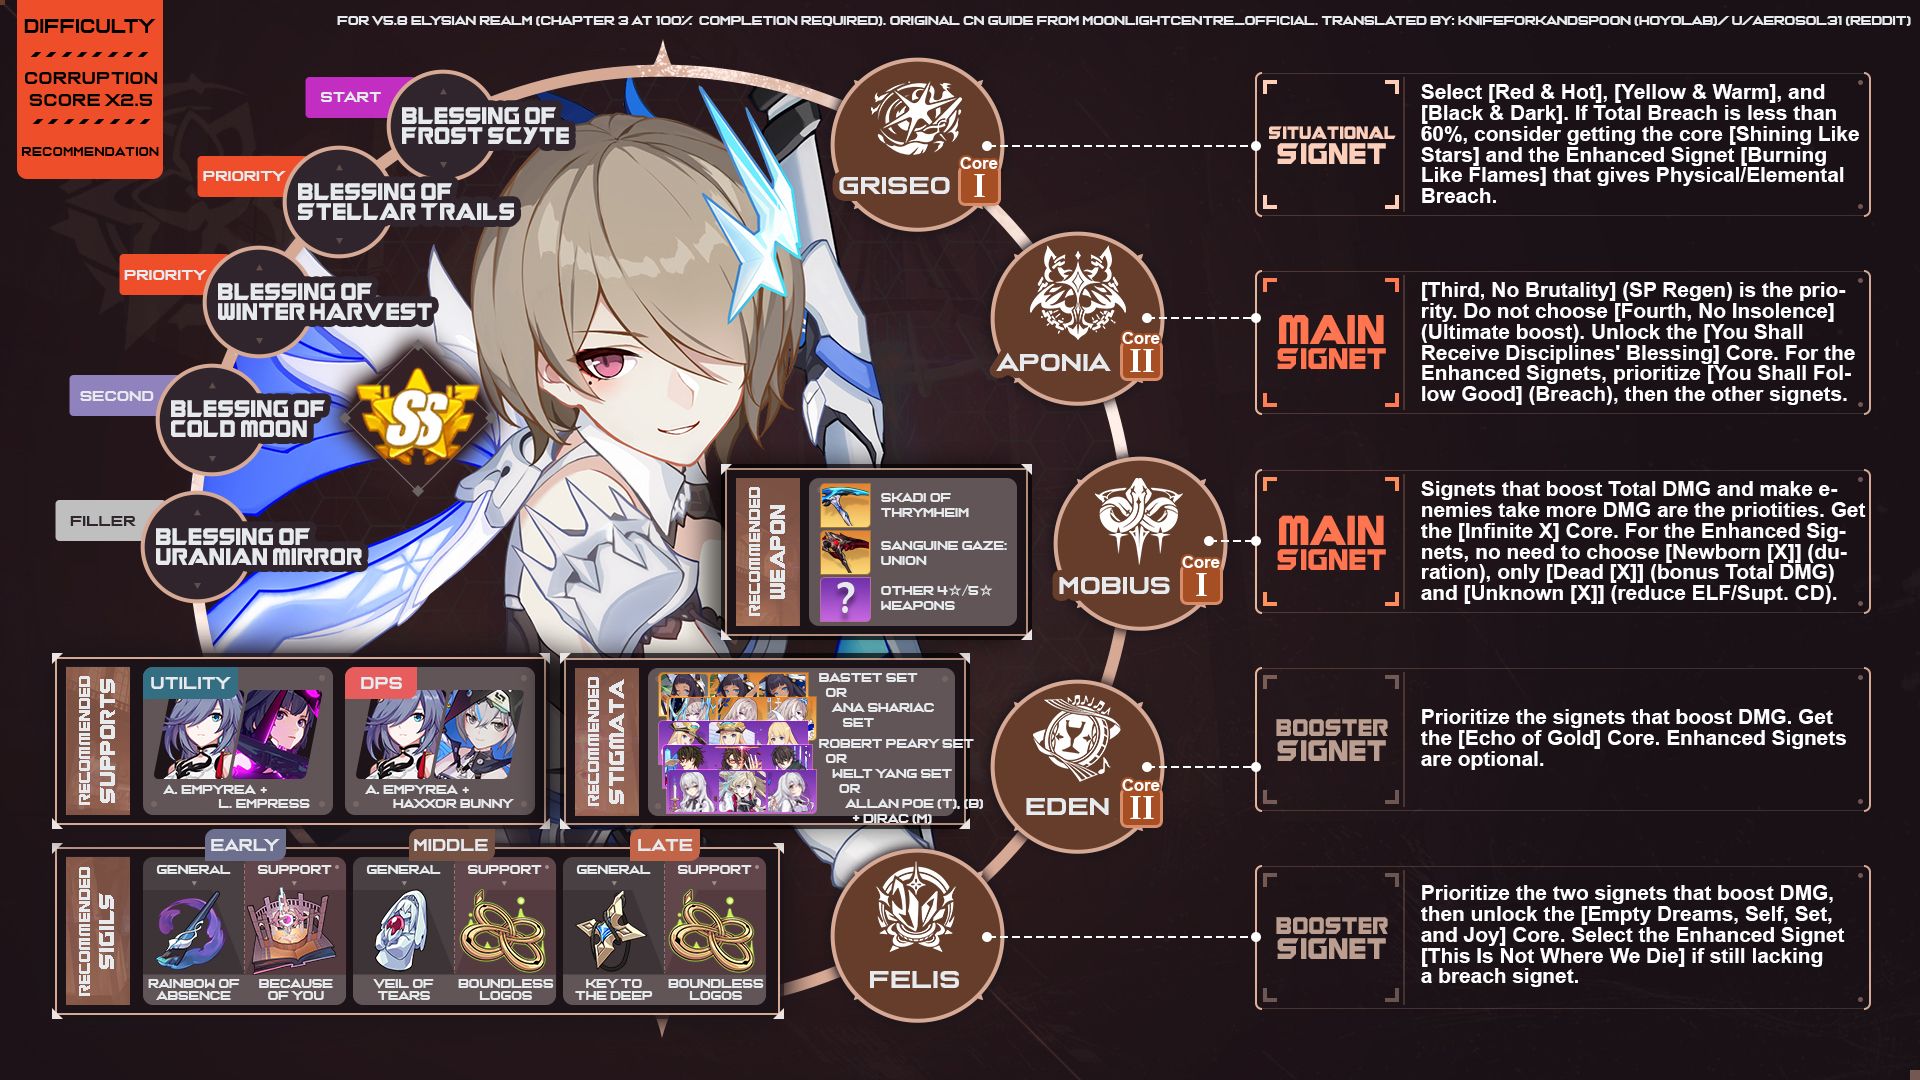 FOR V5.8 ELYSIAN REALM (CHAPTER 3 AT 100% COMPLETION REQUIRED). ORIGINAL CN GUIDE FROM MOONLIGHTCENTRE_OFFICIAL. TRANSLATED BY: KNIFEFORKANDSPOON (HOYOLAB)/ U/AEROSOL31 (REDDIT)
DIFFICULTY
CORRUPTION
SCORE X2.5
RECOMMENDATION
START
BLESSING OF
FROST SCYTE
PRIORITY
BLESSING OF
STELLAR TRAILS
PRIORITY
BLESSING OF
WINTER HARVEST
SECOND
BLESSING OF
COLD MOON
FILLER
BLESSING OF
URANIAN MIRROR
SS
RECOMMENDED
WEAPON
SKADI OF
THRYMHEIM
SANGUINE GAZE:
UNION
?
OTHER 4☆/5☆
WEAPONS
RECOMMENDED
SUPPORTS
UTILITY
A. EMPYREA +
L. EMPRESS
DPS
A. EMPYREA +
HAXXOR BUNNY
RECOMMENDED
STIGMATA
BASTET SET
OR
ANA SHARIAC
SET
ROBERT PEARY SET
OR
WELT YANG SET
OR
ALLAN POE (T), (B)
+ DIRAC (M)
RECOMMENDED
SIGILS
EARLY
GENERAL
RAINBOW OF
ABSENCE
SUPPORT
BECAUSE
OF YOU
MIDDLE
GENERAL
VEIL OF
TEARS
SUPPORT
BOUNDLESS
LOGOS
LATE
GENERAL
KEY TO
THE DEEP
SUPPORT
BOUNDLESS
LOGOS
GRISEO
Core
I
SITUATIONAL
SIGNET
Select [Red & Hot], [Yellow & Warm], and
[Black & Dark]. If Total Breach is less than
60%, consider getting the core [Shining Like
Stars] and the Enhanced Signet [Burning
Like Flames] that gives Physical/Elemental
Breach.
APONIA
Core
II
MAIN
SIGNET
[Third, No Brutality] (SP Regen) is the prio-
rity. Do not choose [Fourth, No Insolence]
(Ultimate boost). Unlock the [You Shall
Receive Disciplines' Blessing] Core. For the
Enhanced Signets, prioritize [You Shall Fol-
low Good] (Breach), then the other signets.
MOBIUS
Core
I
MAIN
SIGNET
Signets that boost Total DMG and make e-
nemies take more DMG are the priotities. Get
the [Infinite X] Core. For the Enhanced Sig-
nets, no need to choose [Newborn [X]] (du-
ration), only [Dead [X]] (bonus Total DMG)
and [Unknown [X]] (reduce ELF/Supt. CD).
EDEN
Core
II
BOOSTER
SIGNET
Prioritize the signets that boost DMG. Get
the [Echo of Gold] Core. Enhanced Signets
are optional.
FELIS
BOOSTER
SIGNET
Prioritize the two signets that boost DMG,
then unlock the [Empty Dreams, Self, Set,
and Joy] Core. Select the Enhanced Signet
[This Is Not Where We Die] if still lacking
a breach signet.